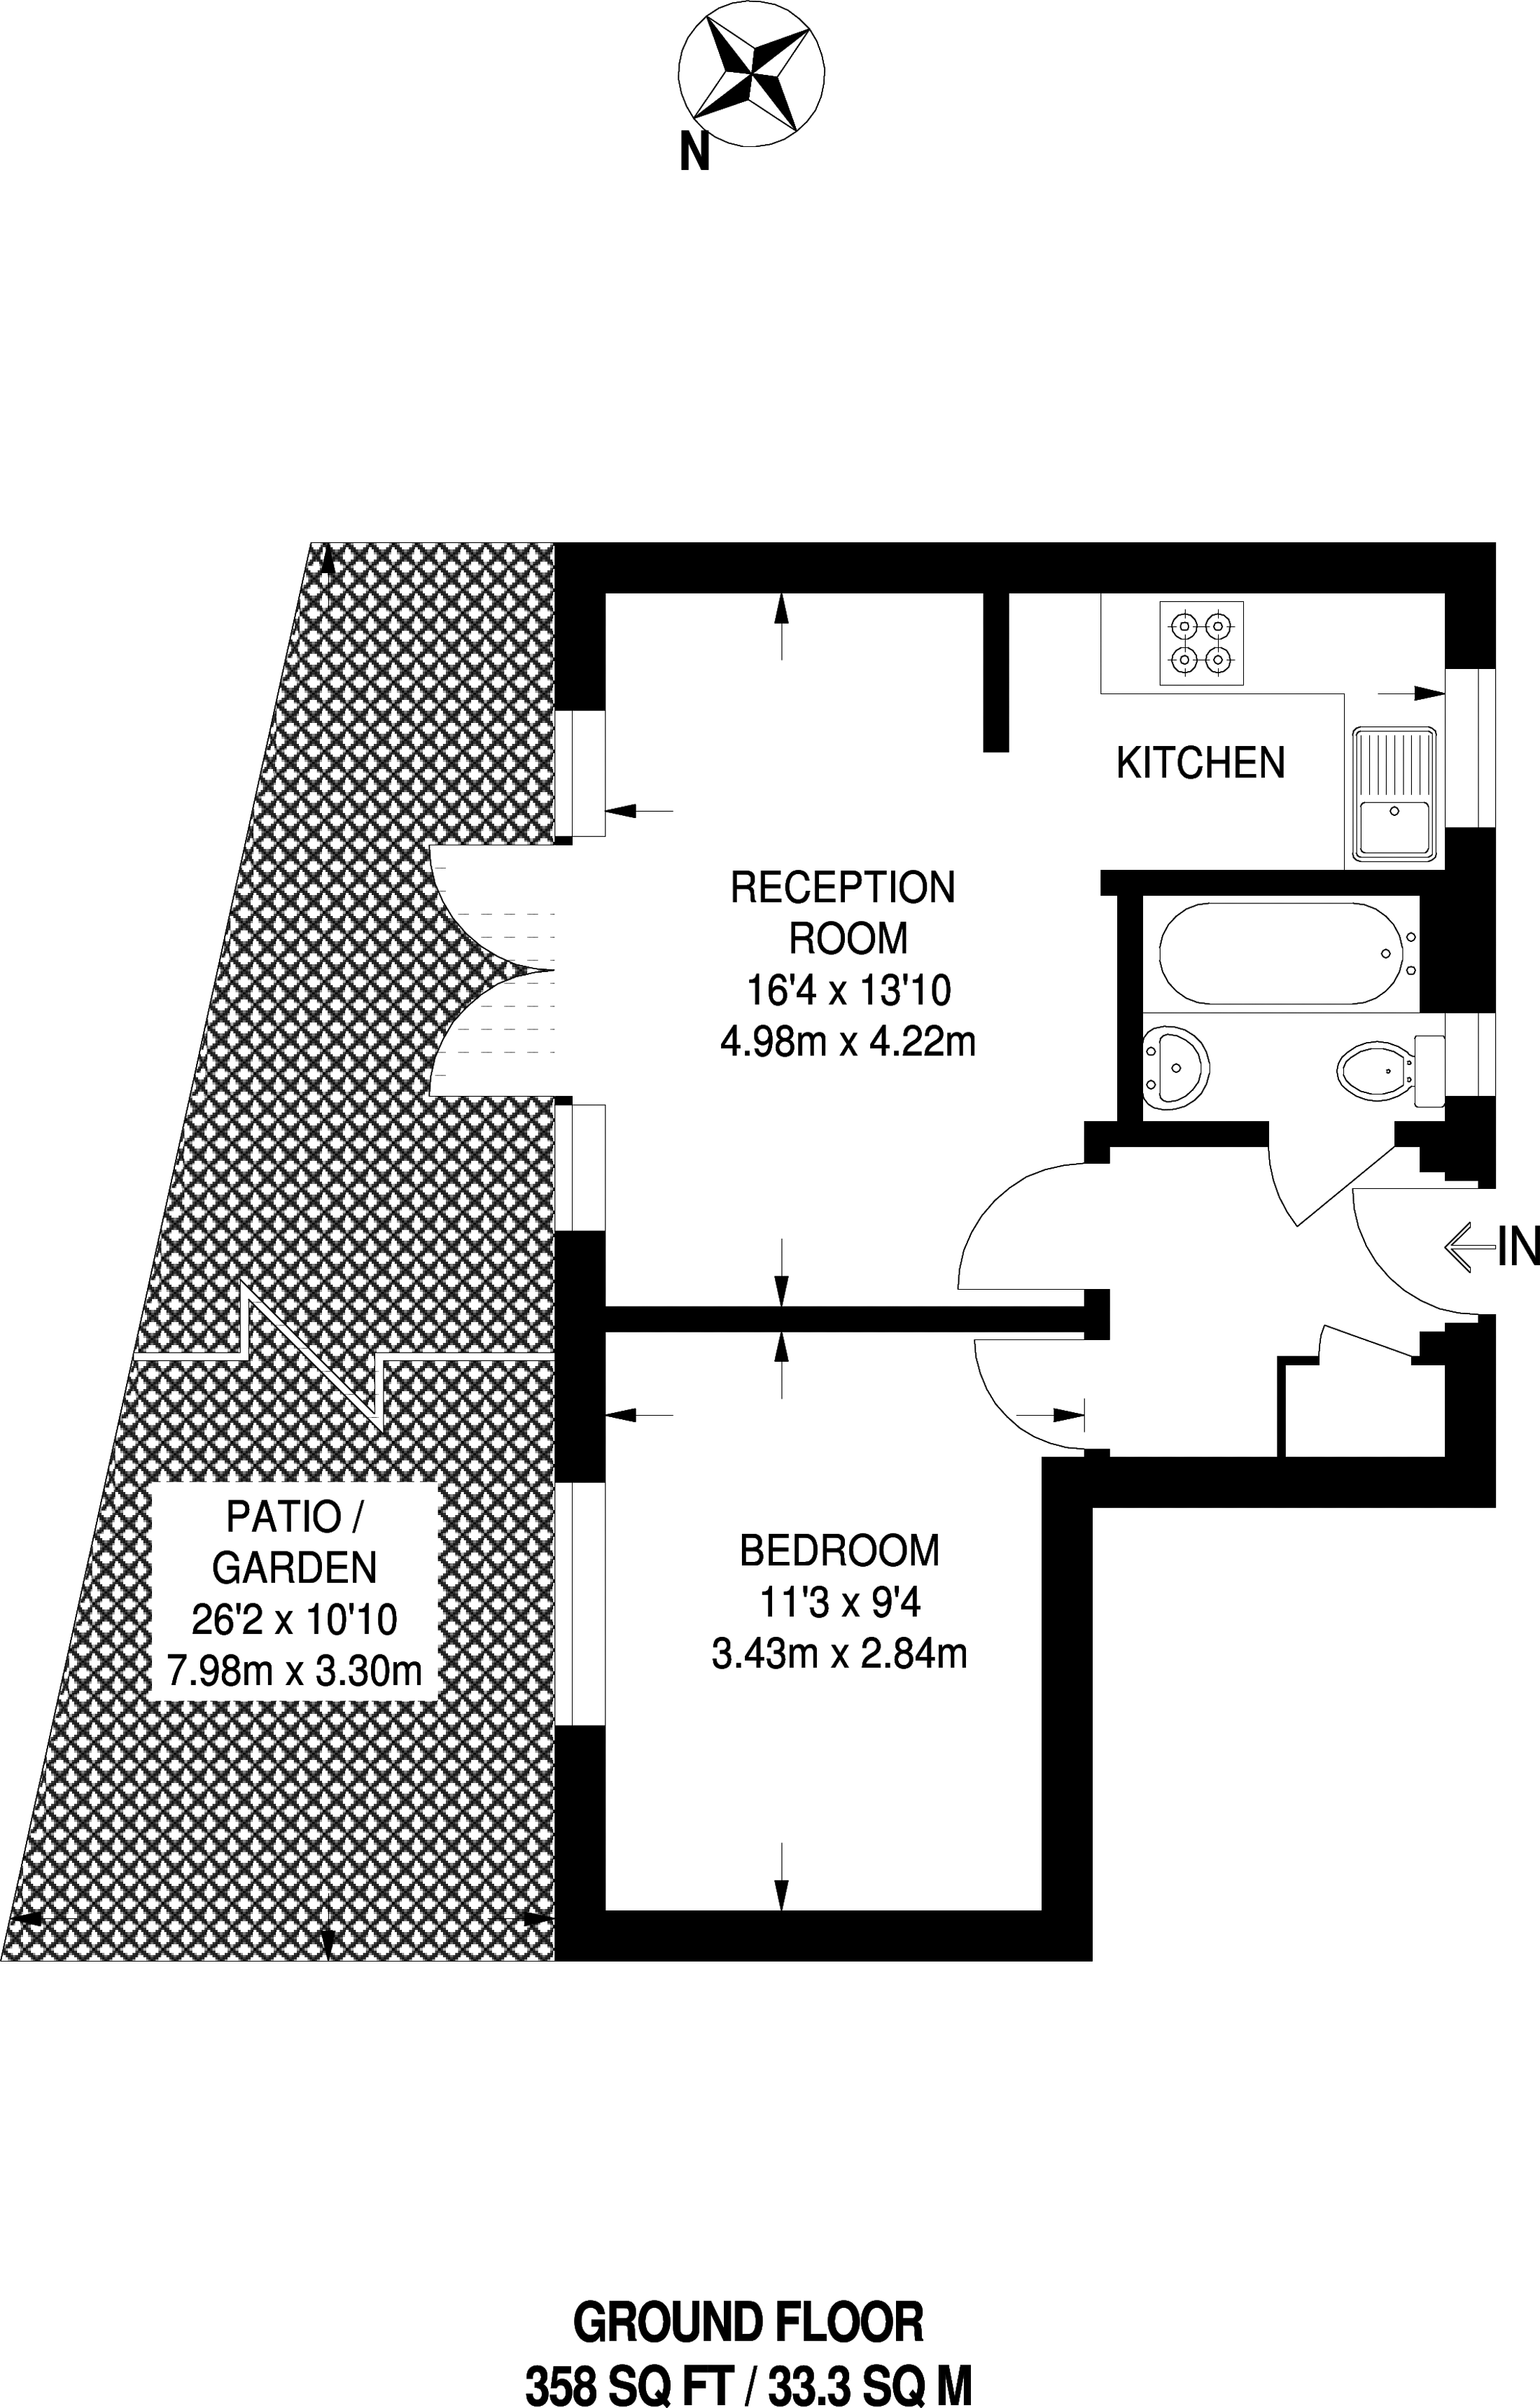 N
KITCHEN
RECEPTION
ROOM
16'4 x 13'10
4.98m x 4.22m
IN
PATIO /
GARDEN
26'2 x 10'10
7.98m x 3.30m
BEDROOM
11'3 x 9'4
3.43m x 2.84m
GROUND FLOOR
358 SQ FT / 33.3 SQ M